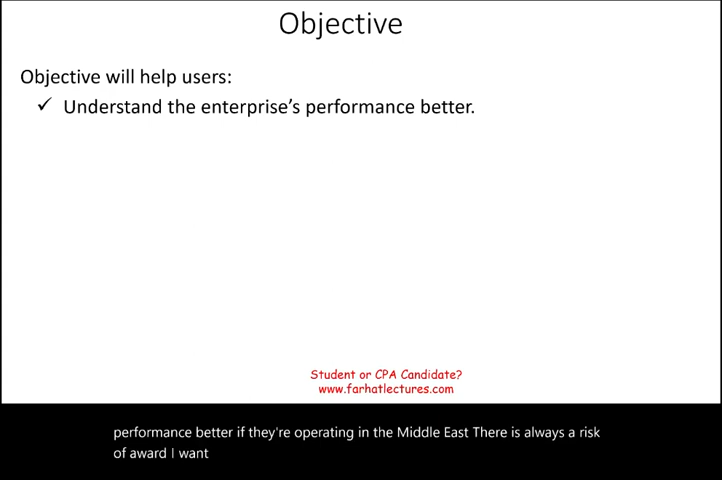 Objective
Objective will help users:
✓ Understand the enterprise's performance better.
Student or CPA Candidate?
www.farhatlectures.com
performance better if they're operating in the Middle East There is always a risk
of award I want